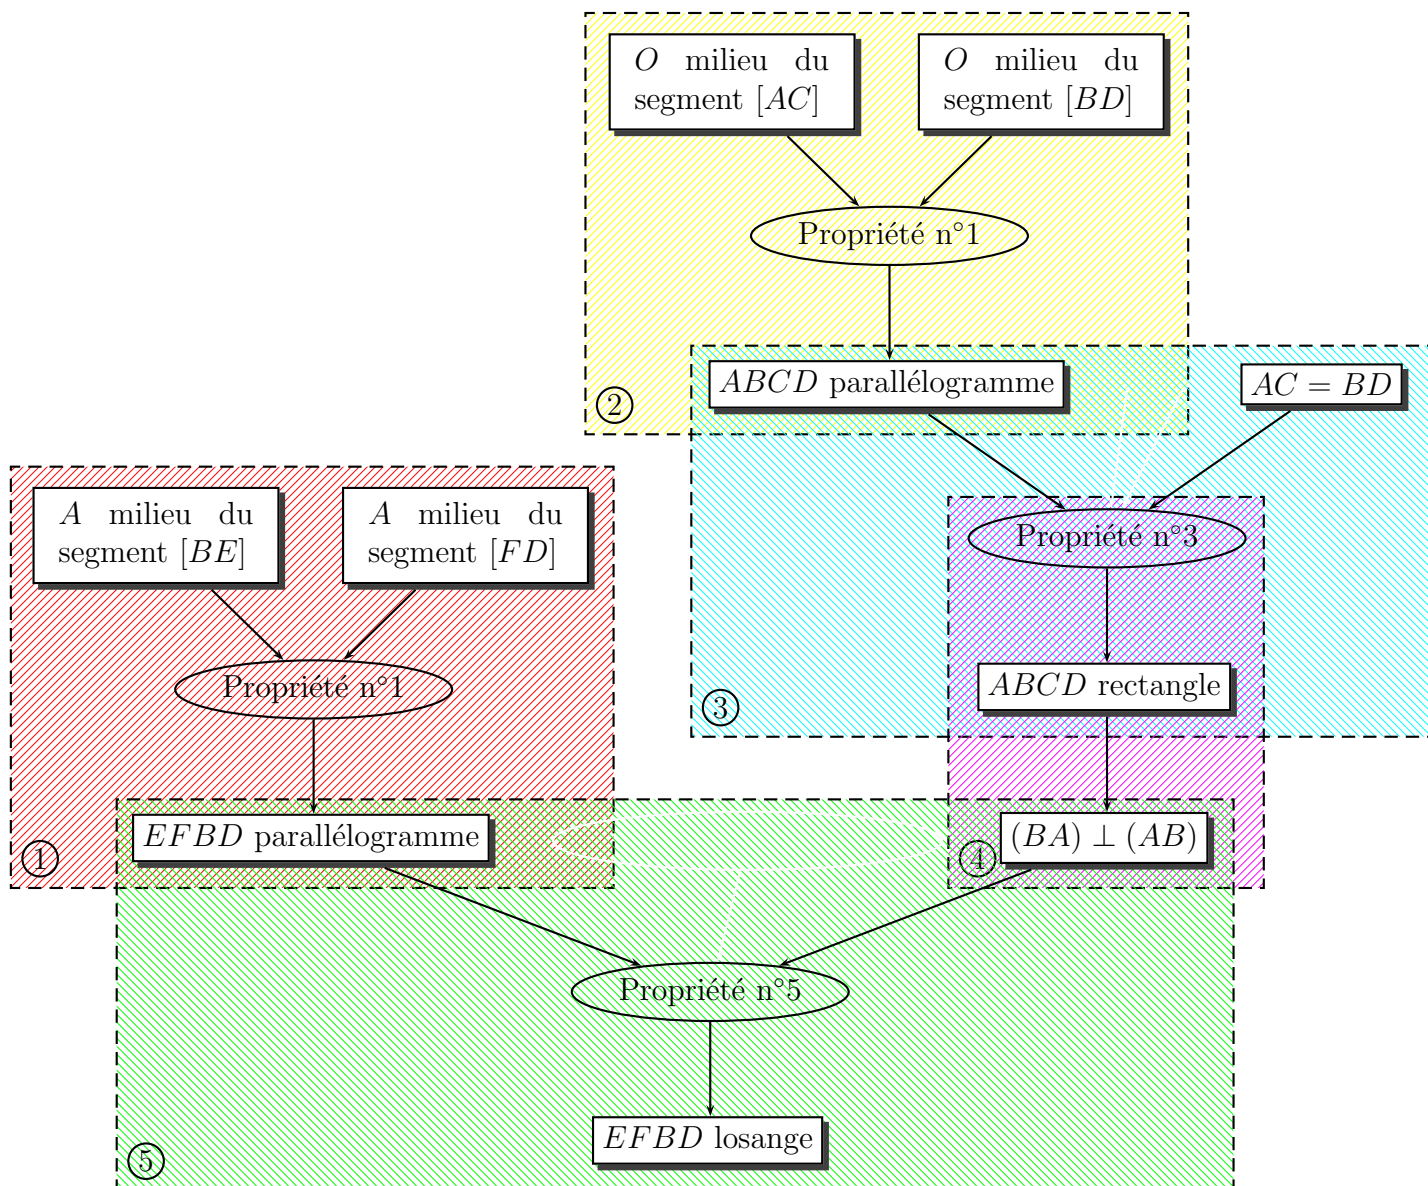 O milieu du
segment [AC]
O milieu du
segment [BD]
Propriété n°1
ABCD parallélogramme
AC = BD
2
A milieu du
segment [BE]
A milieu du
segment [FD]
Propriété n°3
Propriété n°1
ABCD rectangle
3
EFBD parallélogramme
(BA) ⊥ (AB)
1
4
Propriété n°5
EFBD losange
5